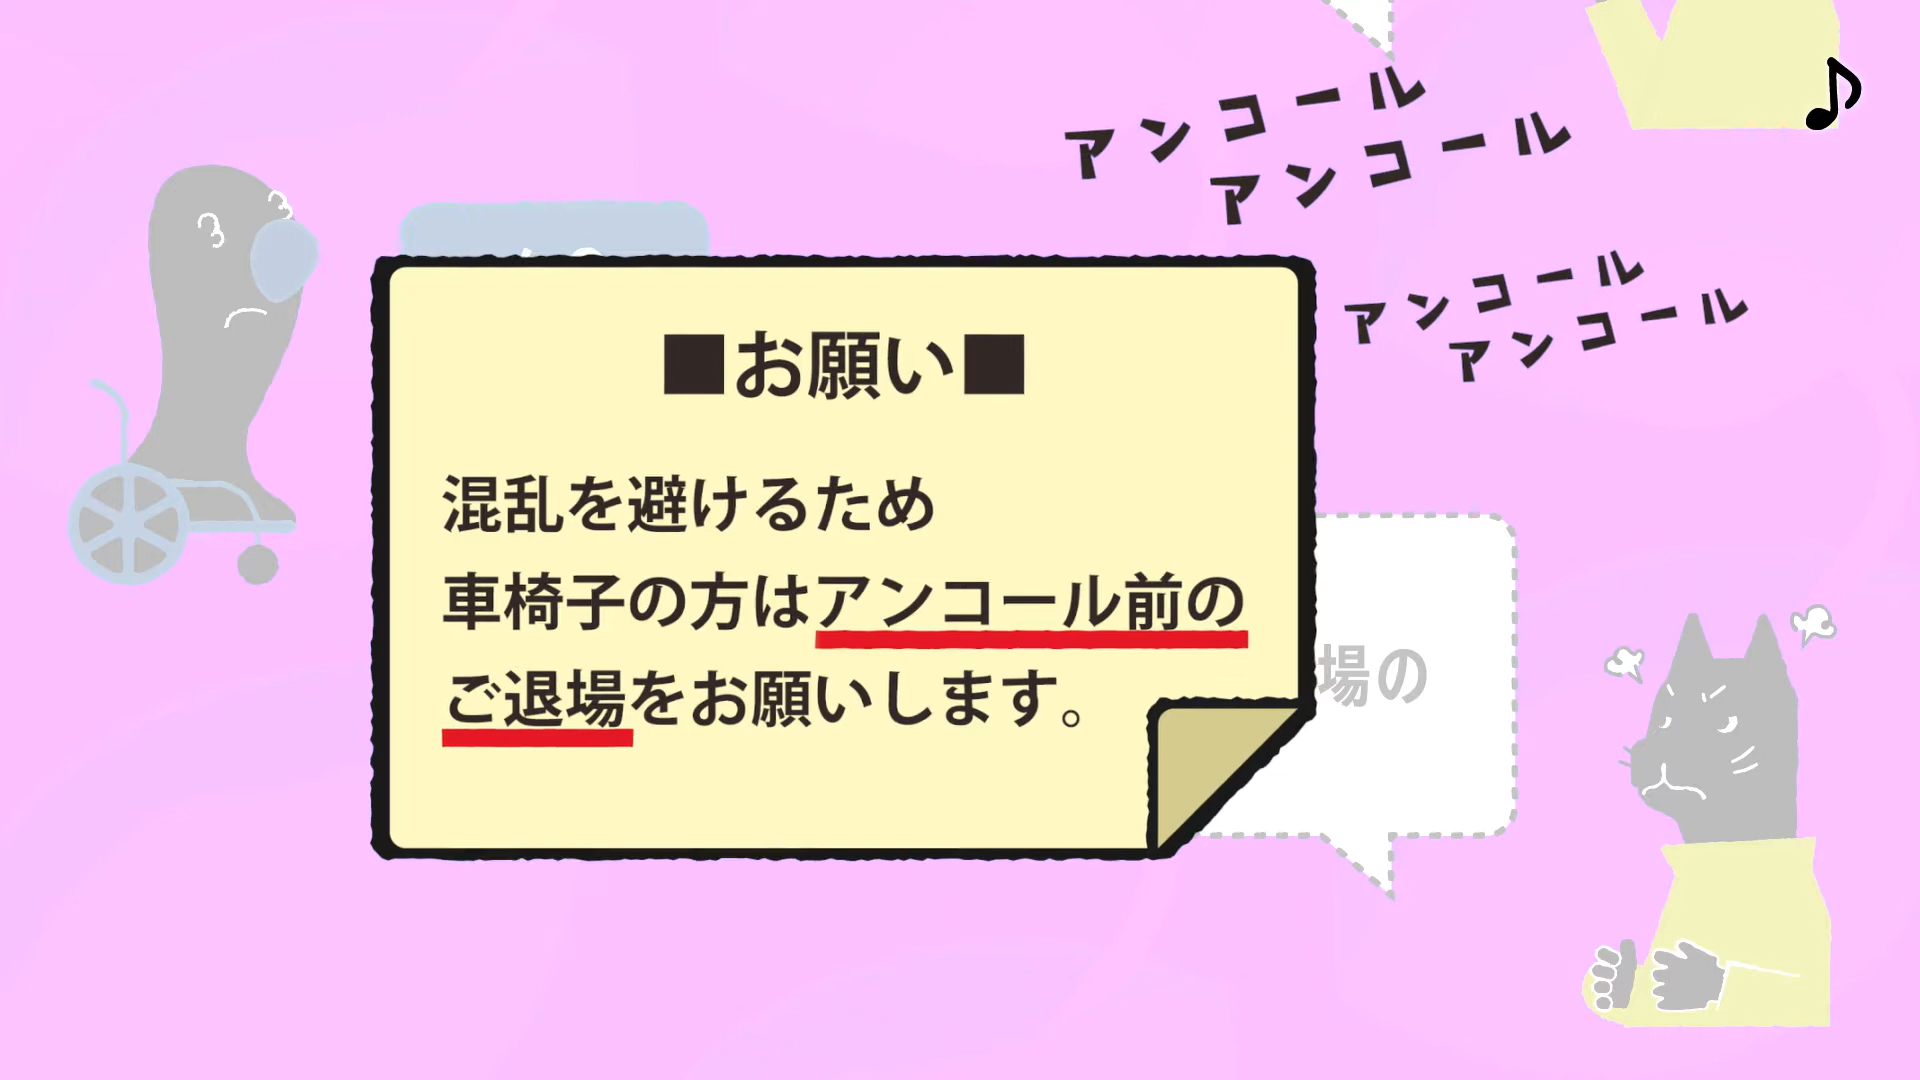 アンコール
アンコール
アンコール
アンコール
■お願い■
混乱を避けるため
車椅子の方はアンコール前の
ご退場をお願いします。
場の